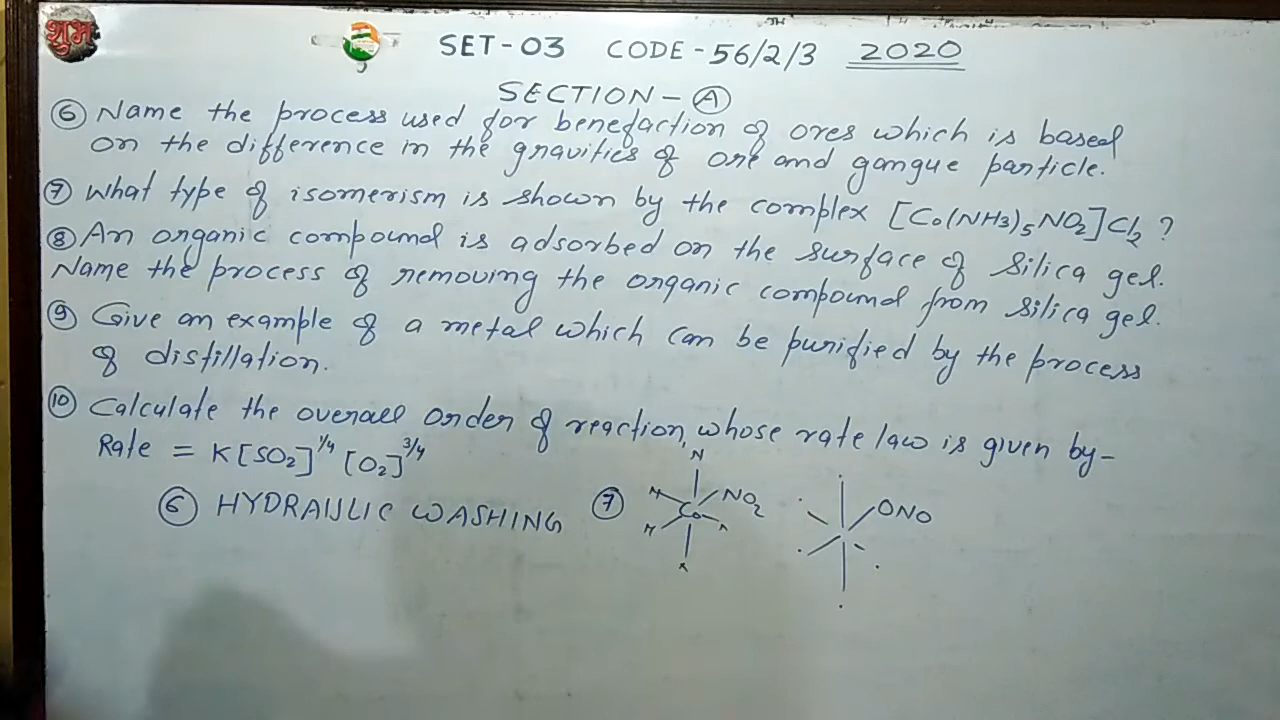 शुभ
SET-03 CODE-56/2/3 2020
SECTION-Ⓐ
⑥ Name the process used for benefaction of ores which is based
on the difference in the gravities of ore and gangue particle.
⑦ What type of isomerism is shown by the complex [Co(NH3)₅NO₂]Cl₂ ?
⑧ An organic compound is adsorbed on the surface of silica gel.
Name the process of removing the organic compound from silica gel.
⑨ Give an example of a metal which can be purified by the process
of distillation.
⑩ Calculate the overall order of reaction, whose rate law is given by-
Rate = K[SO₂]^1/4 [O₂]^3/4
⑥ HYDRAULIC WASHING ⑦ N Co NO₂ ONO